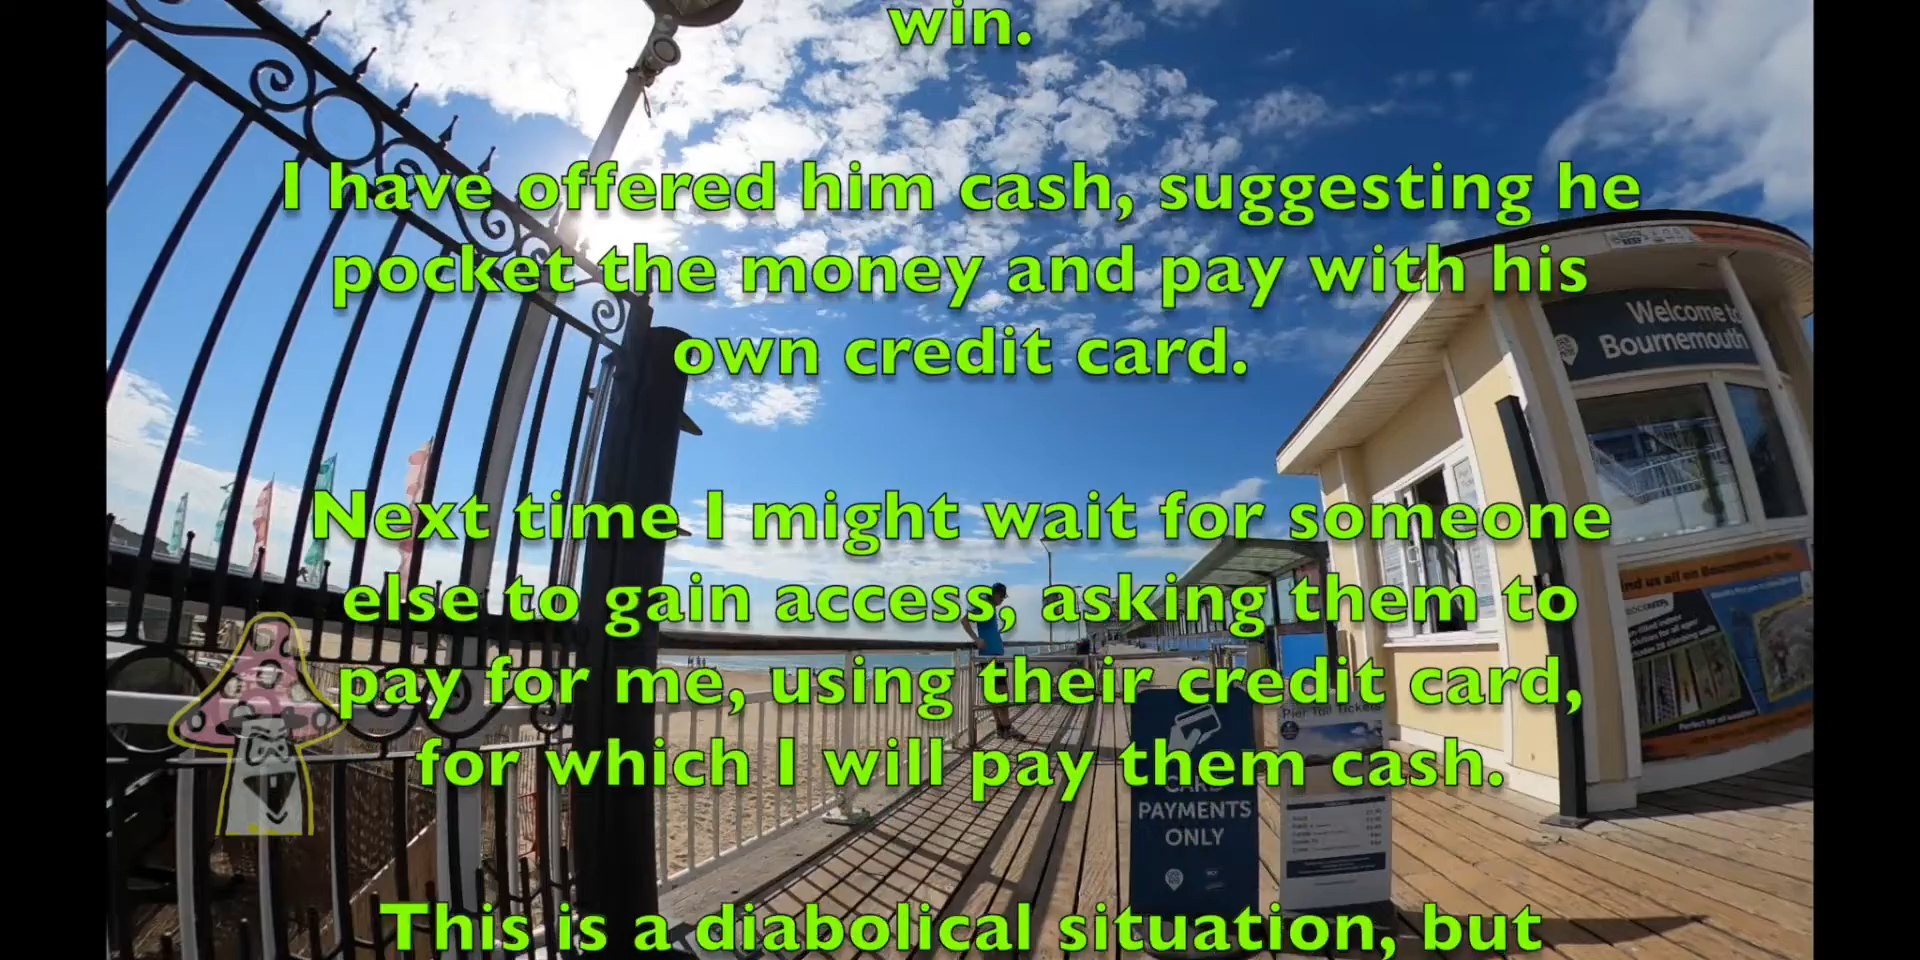 win.
I have offered him cash, suggesting he
pocket the money and pay with his
own credit card.
Next time I might wait for someone
else to gain access, asking them to
pay for me, using their credit card,
for which I will pay them cash.
This is a diabolical situation, but
Welcome to
Bournemouth
Pier Toll Tickets
CARD
PAYMENTS
ONLY